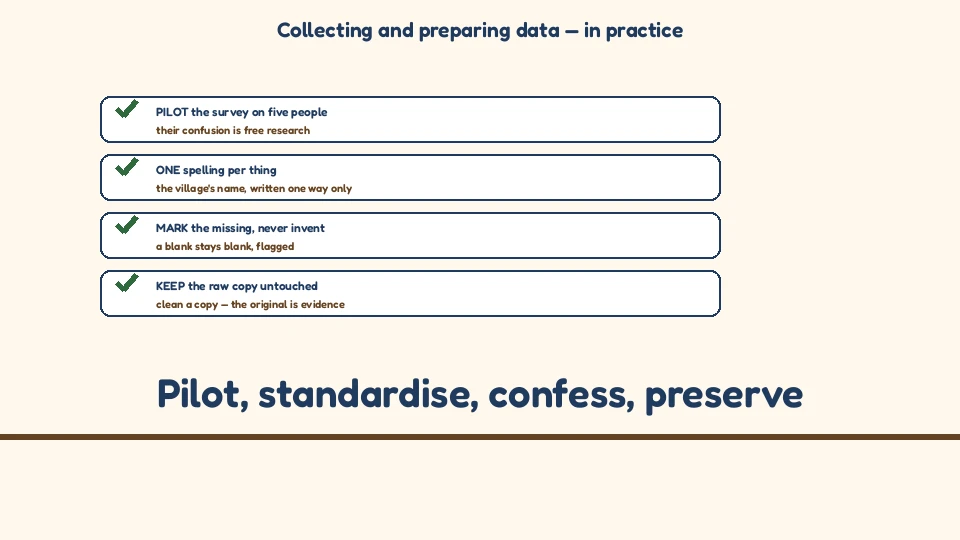 Collecting and preparing data — in practice
PILOT the survey on five people
their confusion is free research
ONE spelling per thing
the village's name, written one way only
MARK the missing, never invent
a blank stays blank, flagged
KEEP the raw copy untouched
clean a copy — the original is evidence
Pilot, standardise, confess, preserve